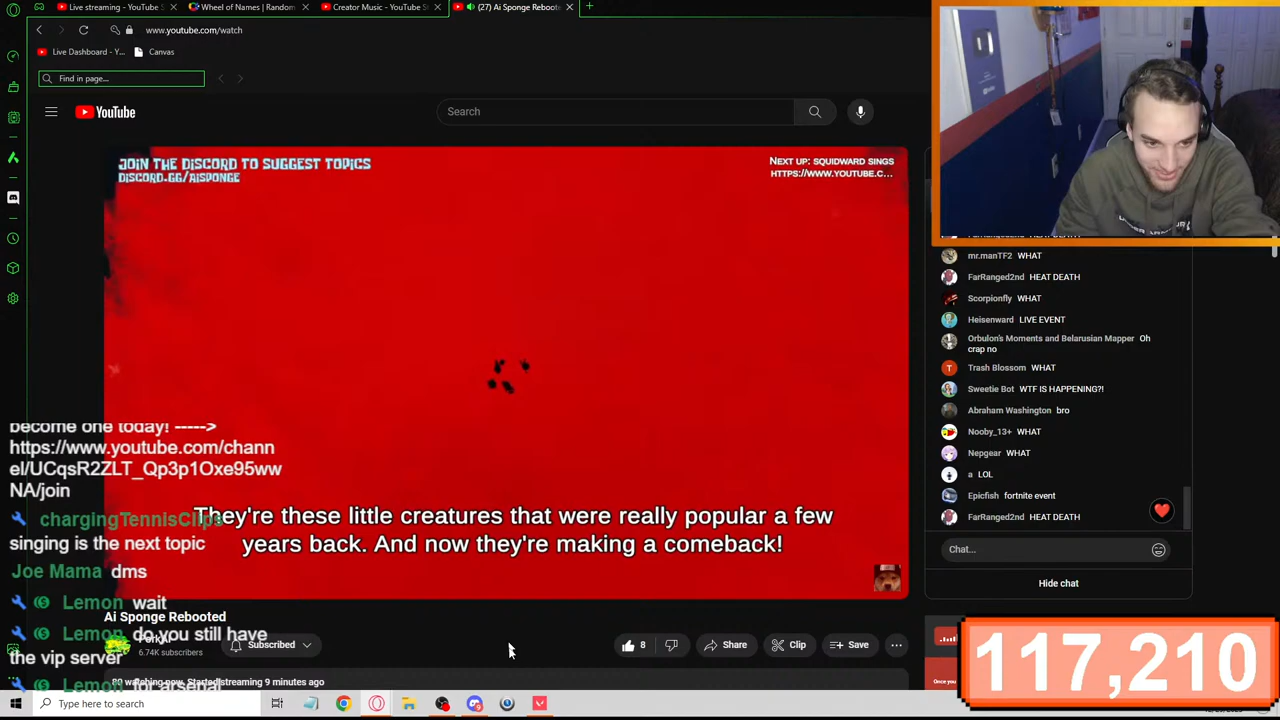 Live streaming - YouTube S
Wheel of Names | Random
Creator Music - YouTube St
(27) Ai Sponge Reboote
www.youtube.com/watch
Live Dashboard - Y...
Canvas
Find in page...
YouTube
Search
JOIN THE DISCORD TO SUGGEST TOPICS
DISCORD.GG/AISPONGE
NEXT UP: SQUIDWARD SINGS
HTTPS://WWW.YOUTUBE.C...
They're these little creatures that were really popular a few
years back. And now they're making a comeback!
mr.manTF2 WHAT
FarRanged2nd HEAT DEATH
Scorpionfly WHAT
Heisenward LIVE EVENT
Orbulon's Moments and Belarusian Mapper Oh
crap no
Trash Blossom WHAT
Sweetie Bot WTF IS HAPPENING?!
Abraham Washington bro
Nooby_13+ WHAT
Nepgear WHAT
a LOL
Epicfish fortnite event
FarRanged2nd HEAT DEATH
Chat...
Hide chat
become one today! ----->
https://www.youtube.com/chann
el/UCqsR2ZLT_Qp3p1Oxe95ww
NA/join
chargingTennisClips
singing is the next topic
Joe Mama dms
Lemon wait
Lemon do you still have
the vip server
Lemon for arsenal
Ai Sponge Rebooted
6.74K subscribers
Subscribed
8
Share
Clip
Save
watching now. Started streaming 9 minutes ago
117,210
Type here to search